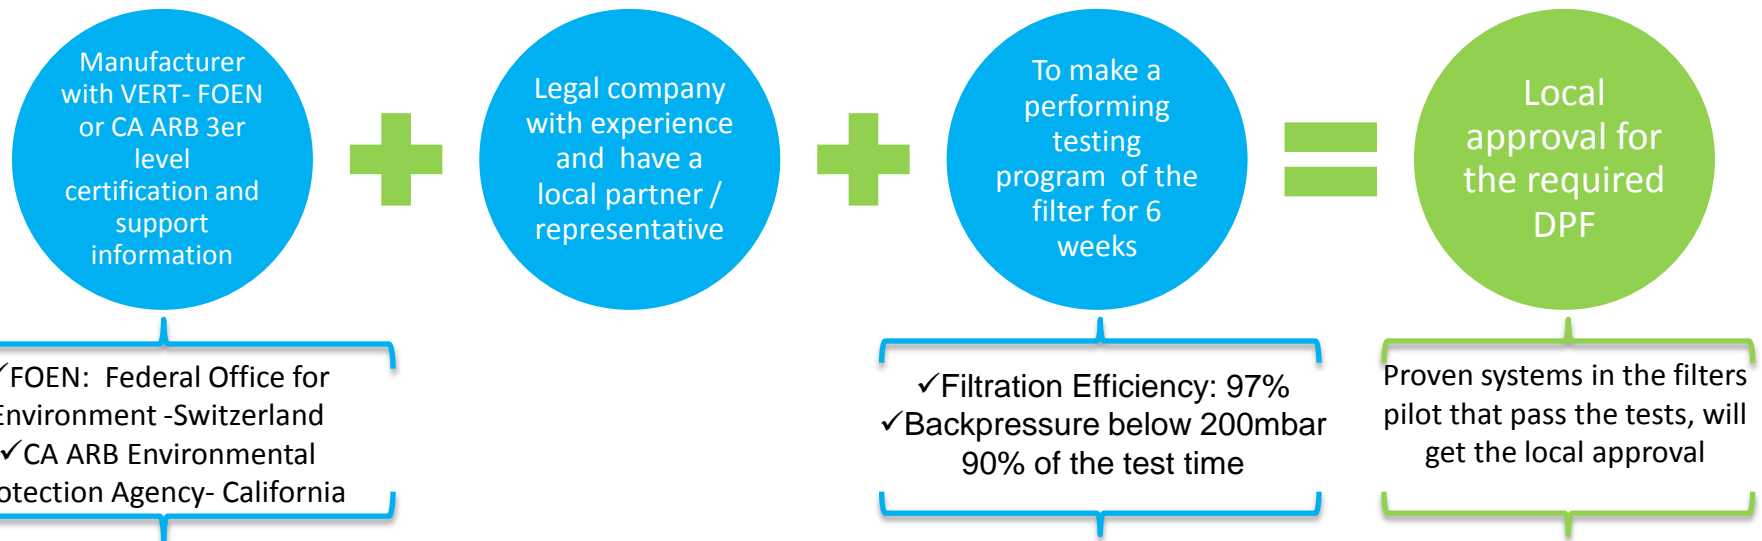 Manufacturer
with VERT- FOEN
or CA ARB 3er
level
certification and
support
information
Legal company
with experience
and have a
local partner /
representative
To make a
performing
testing
program of the
filter for 6
weeks
Local
approval for
the required
DPF
✓FOEN: Federal Office for
Environment -Switzerland
✓CA ARB Environmental
otection Agency- California
✓Filtration Efficiency: 97%
✓Backpressure below 200mbar
90% of the test time
Proven systems in the filters
pilot that pass the tests, will
get the local approval